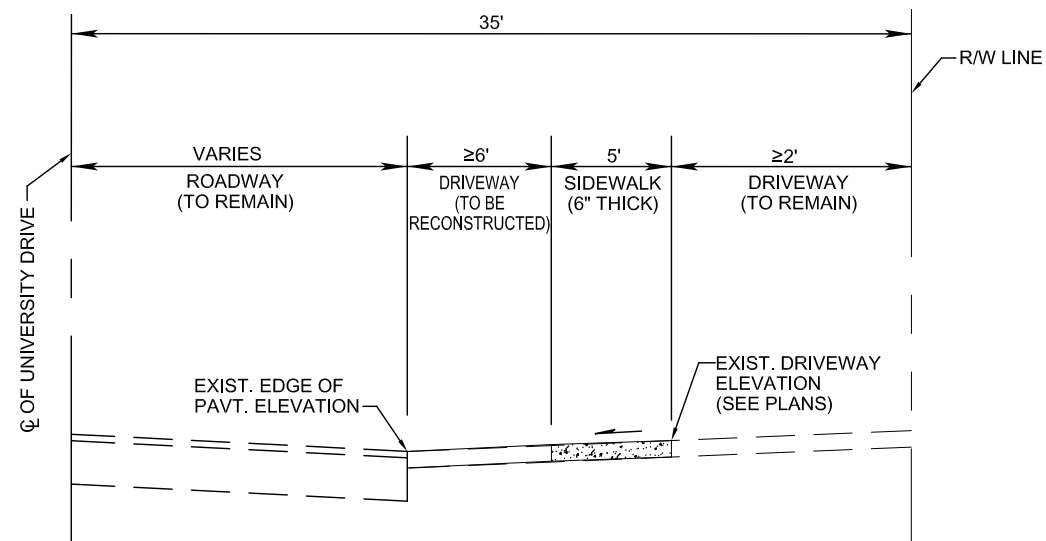 35'
R/W LINE
VARIES
ROADWAY
(TO REMAIN)
≥6'
DRIVEWAY
(TO BE
RECONSTRUCTED)
5'
SIDEWALK
(6" THICK)
≥2'
DRIVEWAY
(TO REMAIN)
℄ OF UNIVERSITY DRIVE
EXIST. EDGE OF
PAVT. ELEVATION
EXIST. DRIVEWAY
ELEVATION
(SEE PLANS)